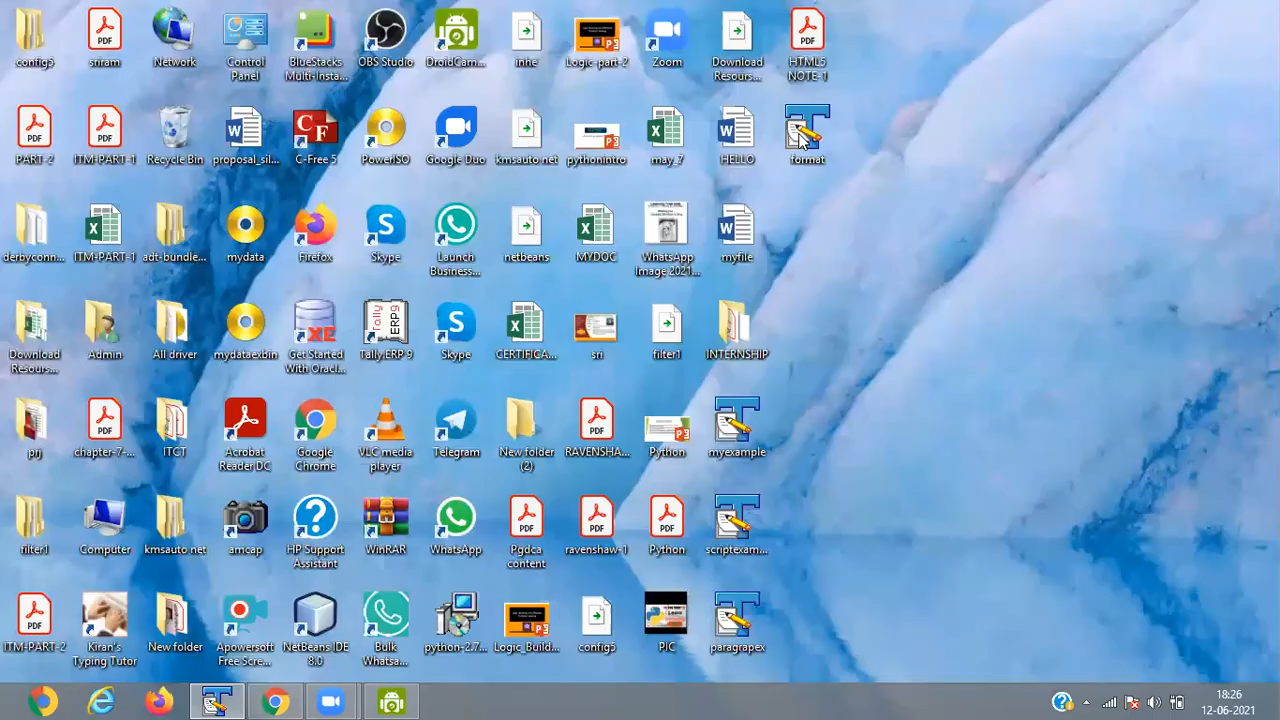 config5
sriram
Network
Control
Panel
BlueStacks
Multi-Insta...
OBS Studio
DroidCam...
inhe
Logic-part-2
Zoom
Download
Resours...
HTML5
NOTE-1
PART-2
ITM-PART-1
Recycle Bin
proposal_sil...
C-Free 5
PowerISO
Google Duo
kmsauto net
pythonintro
may_7
HELLO
format
derbyconn...
ITM-PART-1
adt-bundle...
mydata
Firefox
Skype
Launch
Business...
netbeans
MYDOC
WhatsApp
Image 2021...
myfile
Download
Resours...
Admin
All driver
mydataexbin
Get Started
With Oracl...
Tally.ERP 9
Skype
CERTIFICA...
sri
filter1
INTERNSHIP
prj
chapter-7-...
ITCT
Acrobat
Reader DC
Google
Chrome
VLC media
player
Telegram
New folder
(2)
RAVENSHA...
Python
myexample
filter1
Computer
kmsauto net
amcap
HP Support
Assistant
WinRAR
WhatsApp
Pgdca
content
ravenshaw-1
Python
scriptexam...
ITM-PART-2
Kiran's
Typing Tutor
New folder
Apowersoft
Free Scre...
NetBeans IDE
8.0
Bulk
Whatsa...
python-2.7...
Logic_Build...
config5
PIC
paragrapex
18:26
12-06-2021